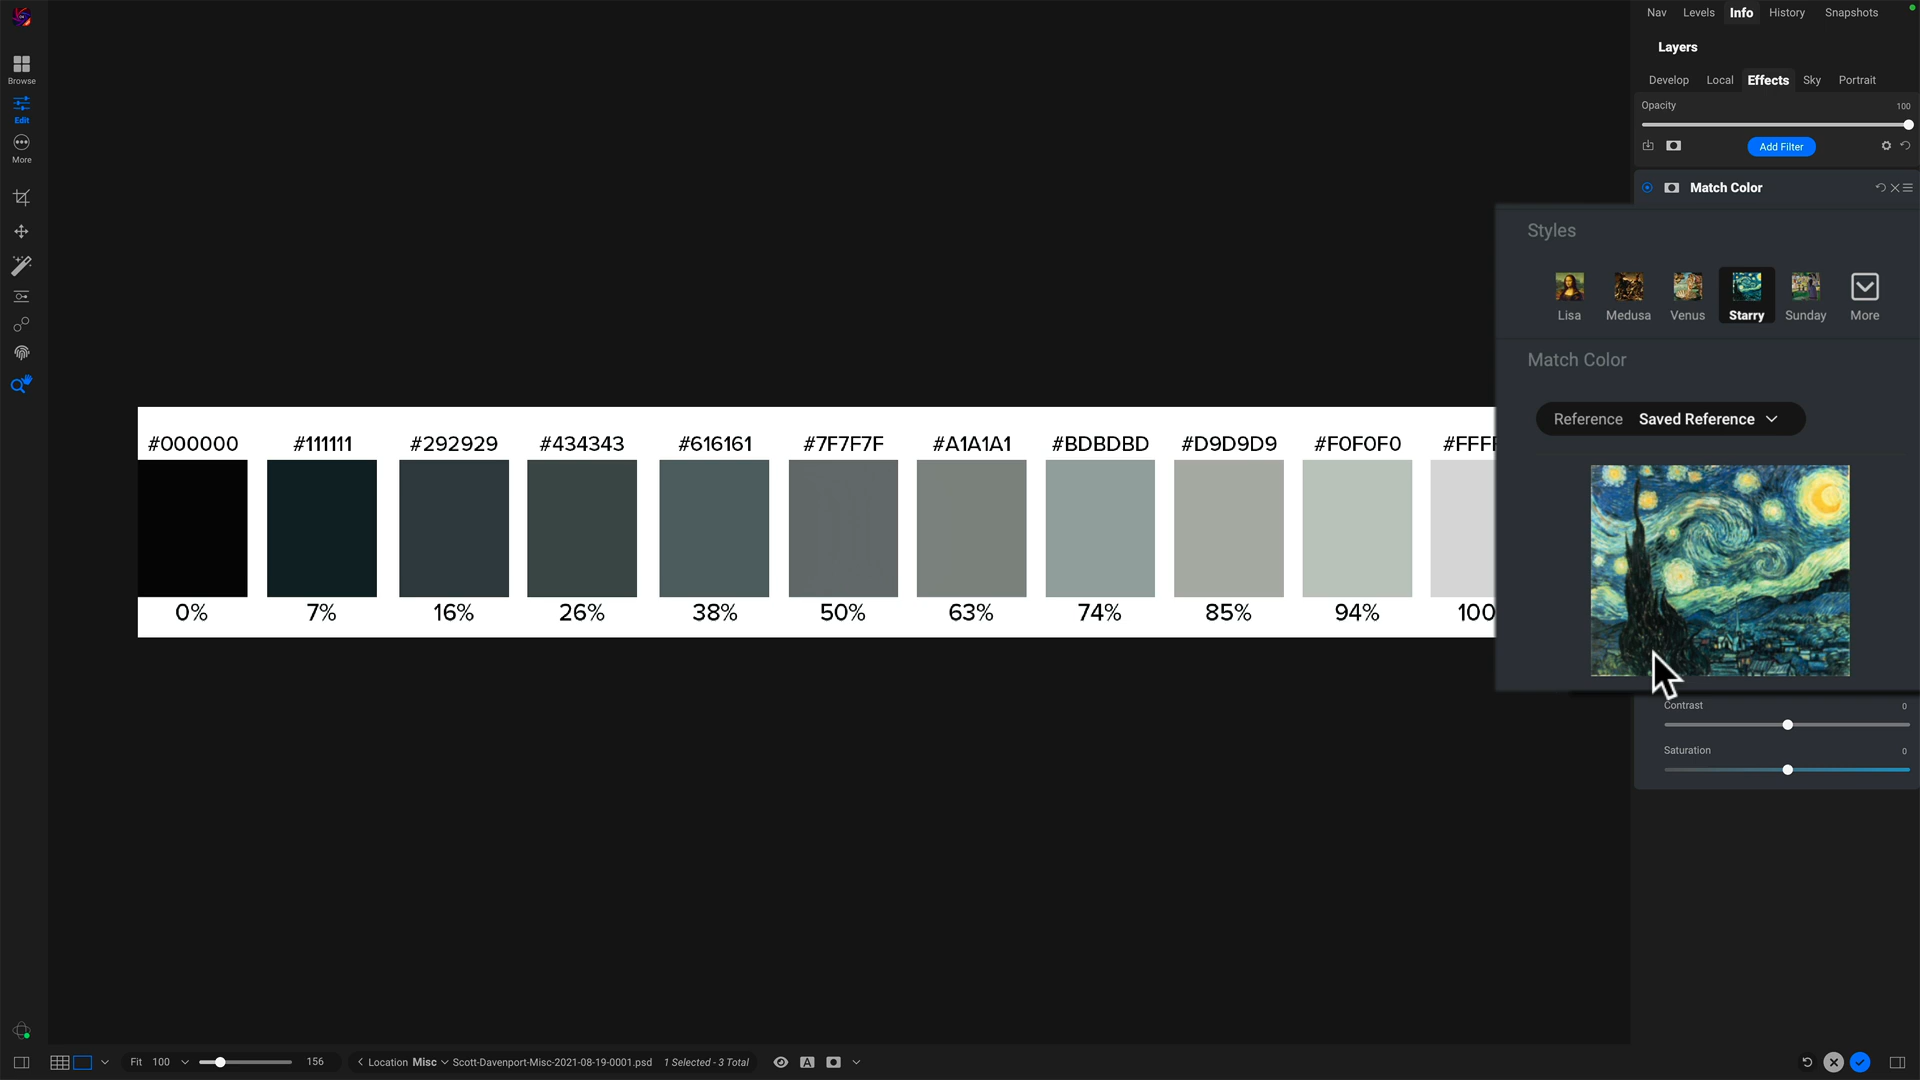 Nav Levels Info History Snapshots
Layers
Develop Local Effects Sky Portrait
Opacity 100
Add Filter
Match Color
Browse
Edit
More
Styles
Lisa Medusa Venus Starry Sunday More
Match Color
Reference Saved Reference
#000000 #111111 #292929 #434343 #616161 #7F7F7F #A1A1A1 #BDBDBD #D9D9D9 #F0F0F0 #FFF
0% 7% 16% 26% 38% 50% 63% 74% 85% 94% 100
Contrast 0
Saturation 0
Fit 100 156 Location Misc Scott-Davenport-Misc-2021-08-19-0001.psd 1 Selected - 3 Total A